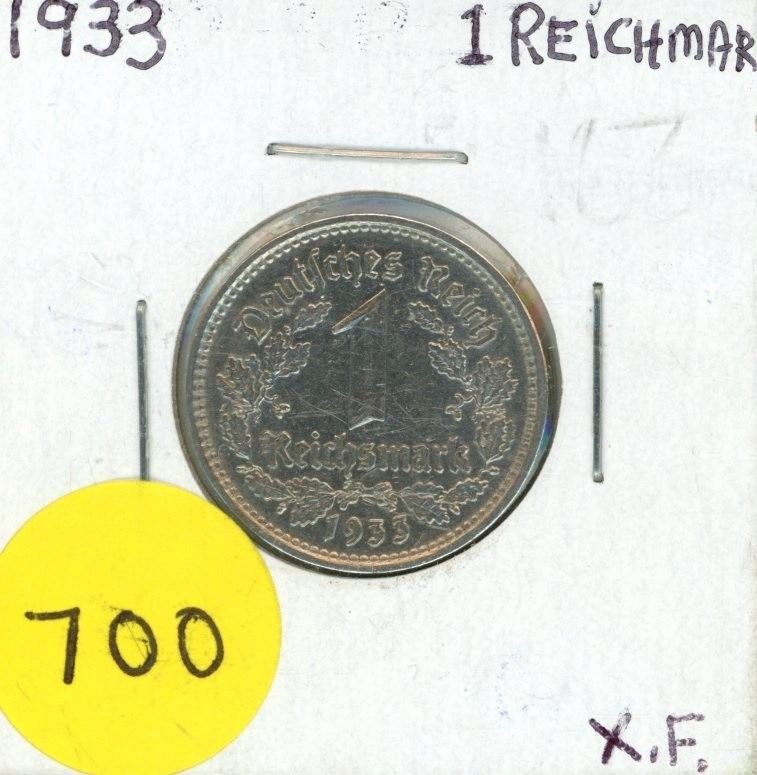 1933 1 REICHMAR
Deutsches Reich
1
Reichsmark
1933
700
X.F.